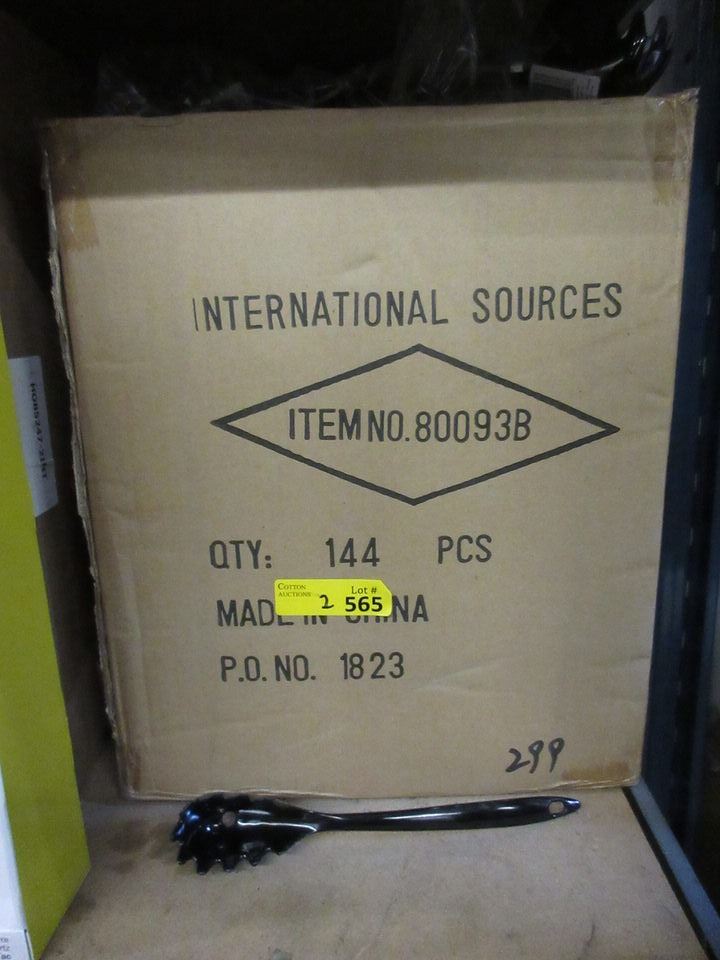 INTERNATIONAL SOURCES
ITEM NO. 80093B
QTY: 144 PCS
COTTON AUCTIONS 2 Lot # 565
MADE IN CHINA
P.O. NO. 1823
299